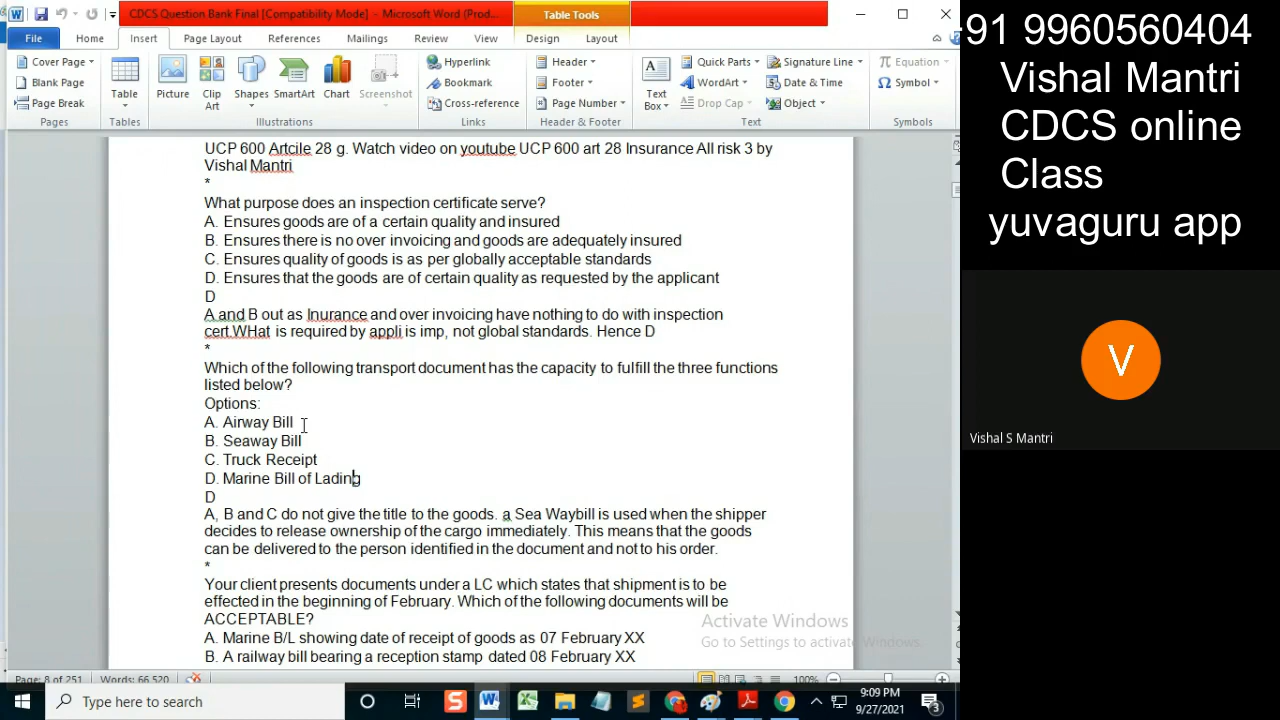 CDCS Question Bank Final [Compatibility Mode] - Microsoft Word (Prod...
Table Tools
File
Home
Insert
Page Layout
References
Mailings
Review
View
Design
Layout
Cover Page
Blank Page
Page Break
Pages
Table
Tables
Picture
Clip Art
Shapes
SmartArt
Chart
Screenshot
Illustrations
Hyperlink
Bookmark
Cross-reference
Links
Header
Footer
Page Number
Header & Footer
Text Box
Quick Parts
WordArt
Drop Cap
Signature Line
Date & Time
Object
Text
Equation
Symbol
Symbols
UCP 600 Artcile 28 g. Watch video on youtube UCP 600 art 28 Insurance All risk 3 by
Vishal Mantri
*
What purpose does an inspection certificate serve?
A. Ensures goods are of a certain quality and insured
B. Ensures there is no over invoicing and goods are adequately insured
C. Ensures quality of goods is as per globally acceptable standards
D. Ensures that the goods are of certain quality as requested by the applicant
D
A and B out as Inurance and over invoicing have nothing to do with inspection
cert.WHat is required by appli is imp, not global standards. Hence D
*
Which of the following transport document has the capacity to fulfill the three functions
listed below?
Options:
A. Airway Bill
B. Seaway Bill
C. Truck Receipt
D. Marine Bill of Lading
D
A, B and C do not give the title to the goods. a Sea Waybill is used when the shipper
decides to release ownership of the cargo immediately. This means that the goods
can be delivered to the person identified in the document and not to his order.
*
Your client presents documents under a LC which states that shipment is to be
effected in the beginning of February. Which of the following documents will be
ACCEPTABLE?
A. Marine B/L showing date of receipt of goods as 07 February XX
B. A railway bill bearing a reception stamp dated 08 February XX
Activate Windows
Go to Settings to activate Windows.
Page: 8 of 251
Words: 66,520
100%
Type here to search
9:09 PM
9/27/2021
3
91 9960560404
Vishal Mantri
CDCS online
Class
yuvaguru app
V
Vishal S Mantri